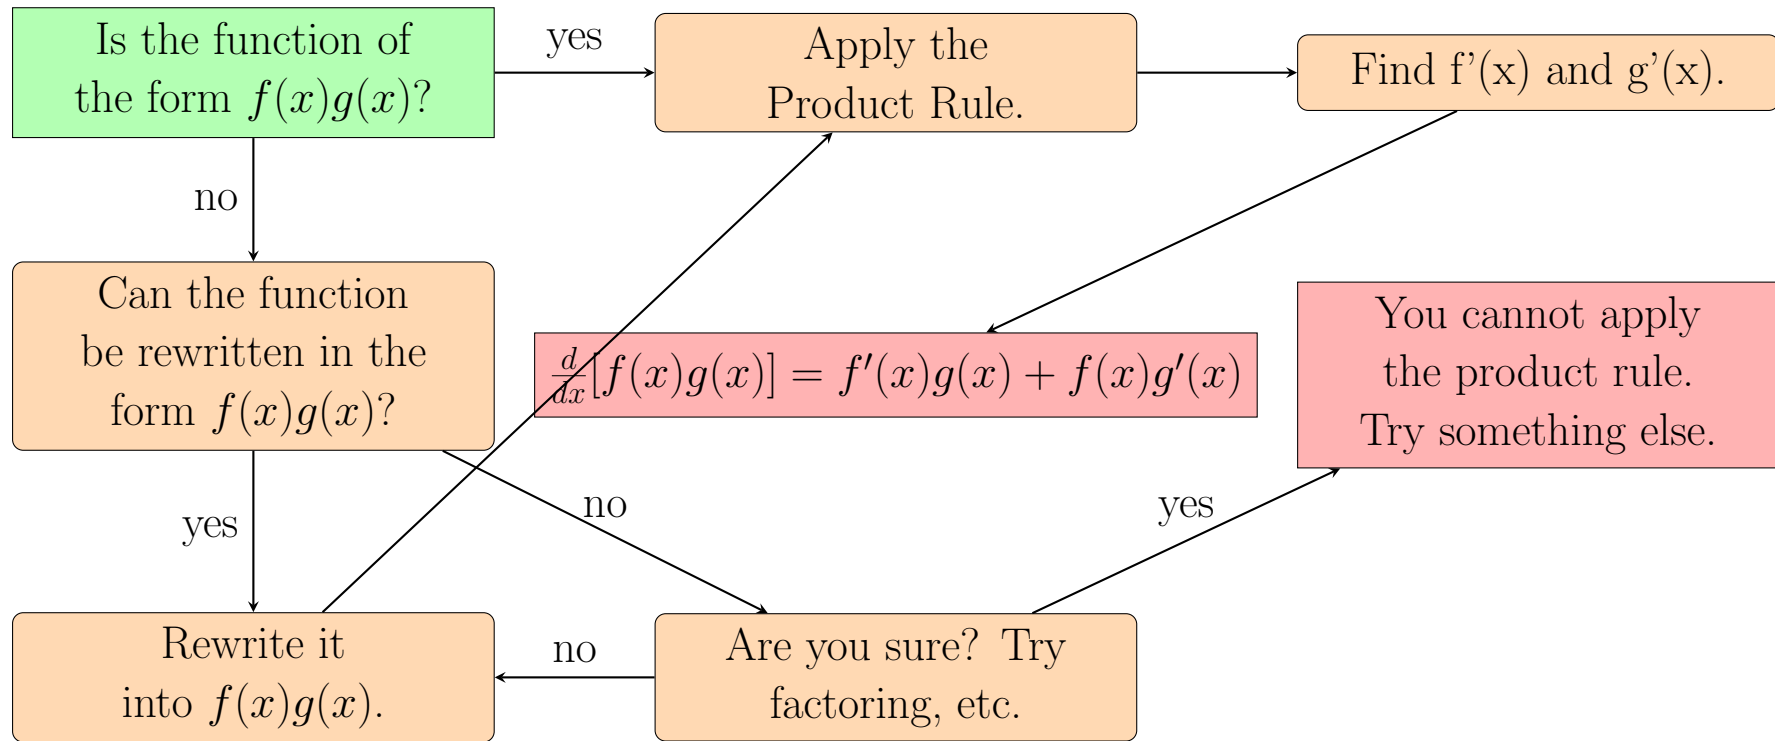 Is the function of
the form f(x)g(x)?
yes
Apply the
Product Rule.
Find f'(x) and g'(x).
no
Can the function
be rewritten in the
form f(x)g(x)?
d/dx[f(x)g(x)] = f′(x)g(x) + f(x)g′(x)
You cannot apply
the product rule.
Try something else.
yes
no
yes
Rewrite it
into f(x)g(x).
no
Are you sure? Try
factoring, etc.